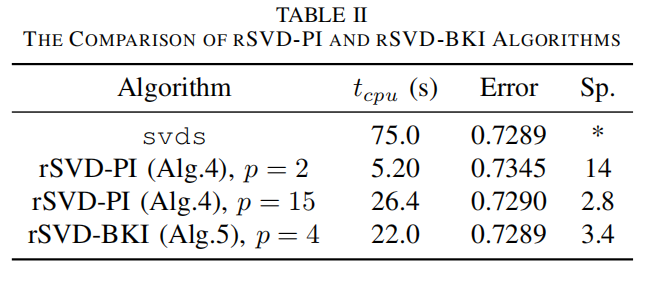 TABLE II
THE COMPARISON OF RSVD-PI AND RSVD-BKI ALGORITHMS
Algorithm t_cpu (s) Error Sp.
svds 75.0 0.7289 *
rSVD-PI (Alg.4), p = 2 5.20 0.7345 14
rSVD-PI (Alg.4), p = 15 26.4 0.7290 2.8
rSVD-BKI (Alg.5), p = 4 22.0 0.7289 3.4